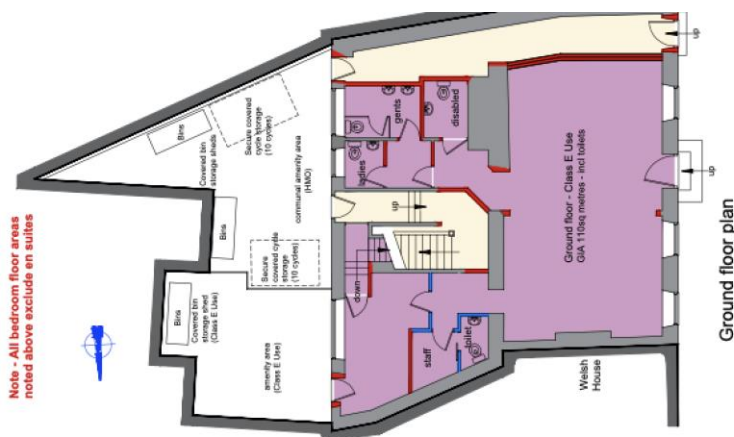 Note - All bedroom floor areas
noted above exclude en suites
Bins
Secure covered
cycle storage
(10 cycles)
Covered bin
storage sheds
communal amenity area
(HMO)
Bins
Secure
covered cycle
storage
(10 cycles)
Bins
Covered bin
storage shed
(Class E Use)
amenity area
(Class E Use)
up
gents
disabled
ladies
up
down
Ground floor - Class E Use
GIA 110sq metres - incl toilets
up
staff
toilet
Welsh
House
Ground floor plan